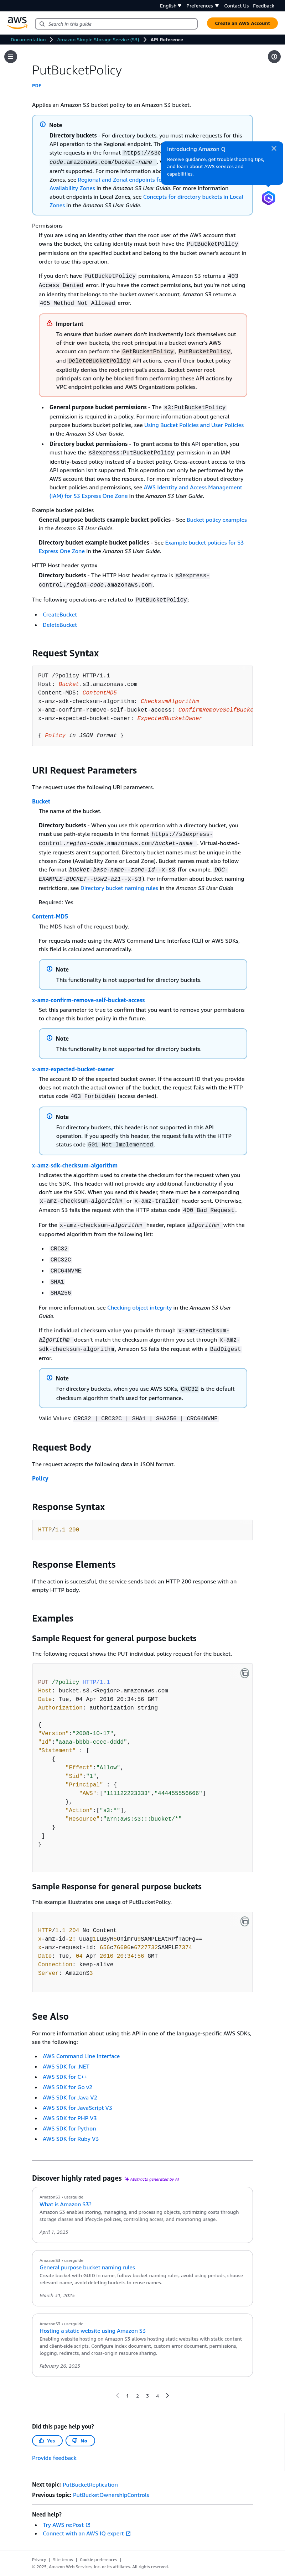 English
Preferences
Contact Us
Feedback
aws
Search in this guide
Create an AWS Account
Documentation
Amazon Simple Storage Service (S3)
API Reference
PutBucketPolicy
PDF
Applies an Amazon S3 bucket policy to an Amazon S3 bucket.
Note
Directory buckets - For directory buckets, you must make requests for this
API operation to the Regional endpoint.
style requests in the format https://s3
code.amazonaws.com/bucket-name .
Zones, see Regional and Zonal endpoints
Availability Zones in the Amazon S3 User Guide. For more information
about endpoints in Local Zones, see Concepts for directory buckets in Local
Zones in the Amazon S3 User Guide.
Introducing Amazon Q
Receive guidance, get troubleshooting tips,
and learn about AWS services and
capabilities.
Permissions
If you are using an identity other than the root user of the AWS account that
owns the bucket, the calling identity must both have the PutBucketPolicy
permissions on the specified bucket and belong to the bucket owner's account in
order to use this operation.
If you don't have PutBucketPolicy permissions, Amazon S3 returns a 403
Access Denied error. If you have the correct permissions, but you're not using
an identity that belongs to the bucket owner's account, Amazon S3 returns a
405 Method Not Allowed error.
Important
To ensure that bucket owners don't inadvertently lock themselves out
of their own buckets, the root principal in a bucket owner's AWS
account can perform the GetBucketPolicy, PutBucketPolicy,
and DeleteBucketPolicy API actions, even if their bucket policy
explicitly denies the root principal's access. Bucket owner root
principals can only be blocked from performing these API actions by
VPC endpoint policies and AWS Organizations policies.
General purpose bucket permissions - The s3:PutBucketPolicy
permission is required in a policy. For more information about general
purpose buckets bucket policies, see Using Bucket Policies and User Policies
in the Amazon S3 User Guide.
Directory bucket permissions - To grant access to this API operation, you
must have the s3express:PutBucketPolicy permission in an IAM
identity-based policy instead of a bucket policy. Cross-account access to this
API operation isn't supported. This operation can only be performed by the
AWS account that owns the resource. For more information about directory
bucket policies and permissions, see AWS Identity and Access Management
(IAM) for S3 Express One Zone in the Amazon S3 User Guide.
Example bucket policies
General purpose buckets example bucket policies - See Bucket policy examples
in the Amazon S3 User Guide.
Directory bucket example bucket policies - See Example bucket policies for S3
Express One Zone in the Amazon S3 User Guide.
HTTP Host header syntax
Directory buckets - The HTTP Host header syntax is s3express-
control.region-code.amazonaws.com.
The following operations are related to PutBucketPolicy:
CreateBucket
DeleteBucket
Request Syntax
PUT /?policy HTTP/1.1
Host: Bucket.s3.amazonaws.com
Content-MD5: ContentMD5
x-amz-sdk-checksum-algorithm: ChecksumAlgorithm
x-amz-confirm-remove-self-bucket-access: ConfirmRemoveSelfBucke
x-amz-expected-bucket-owner: ExpectedBucketOwner
{ Policy in JSON format }
URI Request Parameters
The request uses the following URI parameters.
Bucket
The name of the bucket.
Directory buckets - When you use this operation with a directory bucket, you
must use path-style requests in the format https://s3express-
control.region-code.amazonaws.com/bucket-name . Virtual-hosted-
style requests aren't supported. Directory bucket names must be unique in the
chosen Zone (Availability Zone or Local Zone). Bucket names must also follow
the format bucket-base-name--zone-id--x-s3 (for example, DOC-
EXAMPLE-BUCKET--usw2-az1--x-s3). For information about bucket naming
restrictions, see Directory bucket naming rules in the Amazon S3 User Guide
Required: Yes
Content-MD5
The MD5 hash of the request body.
For requests made using the AWS Command Line Interface (CLI) or AWS SDKs,
this field is calculated automatically.
Note
This functionality is not supported for directory buckets.
x-amz-confirm-remove-self-bucket-access
Set this parameter to true to confirm that you want to remove your permissions
to change this bucket policy in the future.
Note
This functionality is not supported for directory buckets.
x-amz-expected-bucket-owner
The account ID of the expected bucket owner. If the account ID that you provide
does not match the actual owner of the bucket, the request fails with the HTTP
status code 403 Forbidden (access denied).
Note
For directory buckets, this header is not supported in this API
operation. If you specify this header, the request fails with the HTTP
status code 501 Not Implemented.
x-amz-sdk-checksum-algorithm
Indicates the algorithm used to create the checksum for the request when you
use the SDK. This header will not provide any additional functionality if you
don't use the SDK. When you send this header, there must be a corresponding
x-amz-checksum-algorithm or x-amz-trailer header sent. Otherwise,
Amazon S3 fails the request with the HTTP status code 400 Bad Request.
For the x-amz-checksum-algorithm header, replace algorithm with the
supported algorithm from the following list:
CRC32
CRC32C
CRC64NVME
SHA1
SHA256
For more information, see Checking object integrity in the Amazon S3 User
Guide.
If the individual checksum value you provide through x-amz-checksum-
algorithm doesn't match the checksum algorithm you set through x-amz-
sdk-checksum-algorithm, Amazon S3 fails the request with a BadDigest
error.
Note
For directory buckets, when you use AWS SDKs, CRC32 is the default
checksum algorithm that's used for performance.
Valid Values: CRC32 | CRC32C | SHA1 | SHA256 | CRC64NVME
Request Body
The request accepts the following data in JSON format.
Policy
Response Syntax
HTTP/1.1 200
Response Elements
If the action is successful, the service sends back an HTTP 200 response with an
empty HTTP body.
Examples
Sample Request for general purpose buckets
The following request shows the PUT individual policy request for the bucket.
PUT /?policy HTTP/1.1
Host: bucket.s3.<Region>.amazonaws.com
Date: Tue, 04 Apr 2010 20:34:56 GMT
Authorization: authorization string
{
"Version":"2008-10-17",
"Id":"aaaa-bbbb-cccc-dddd",
"Statement" : [
{
"Effect":"Allow",
"Sid":"1",
"Principal" : {
"AWS":["111122223333","444455556666"]
},
"Action":["s3:*"],
"Resource":"arn:aws:s3:::bucket/*"
}
]
}
Sample Response for general purpose buckets
This example illustrates one usage of PutBucketPolicy.
HTTP/1.1 204 No Content
x-amz-id-2: Uuag1LuByR5Onimru9SAMPLEAtRPfTaOFg==
x-amz-request-id: 656c76696e6727732SAMPLE7374
Date: Tue, 04 Apr 2010 20:34:56 GMT
Connection: keep-alive
Server: AmazonS3
See Also
For more information about using this API in one of the language-specific AWS SDKs,
see the following:
AWS Command Line Interface
AWS SDK for .NET
AWS SDK for C++
AWS SDK for Go v2
AWS SDK for Java V2
AWS SDK for JavaScript V3
AWS SDK for PHP V3
AWS SDK for Python
AWS SDK for Ruby V3
Discover highly rated pages Abstracts generated by AI
AmazonS3 › userguide
What is Amazon S3?
Amazon S3 enables storing, managing, and processing objects, optimizing costs through
storage classes and lifecycle policies, controlling access, and monitoring usage.
April 1, 2025
AmazonS3 › userguide
General purpose bucket naming rules
Create bucket with GUID in name, follow bucket naming rules, avoid using periods, choose
relevant name, avoid deleting buckets to reuse names.
March 31, 2025
AmazonS3 › userguide
Hosting a static website using Amazon S3
Enabling website hosting on Amazon S3 allows hosting static websites with static content
and client-side scripts. Configure index document, custom error document, permissions,
logging, redirects, and cross-origin resource sharing.
February 26, 2025
1 2 3 4
Did this page help you?
Yes
No
Provide feedback
Next topic: PutBucketReplication
Previous topic: PutBucketOwnershipControls
Need help?
Try AWS re:Post
Connect with an AWS IQ expert
Privacy | Site terms | Cookie preferences |
© 2025, Amazon Web Services, Inc. or its affiliates. All rights reserved.